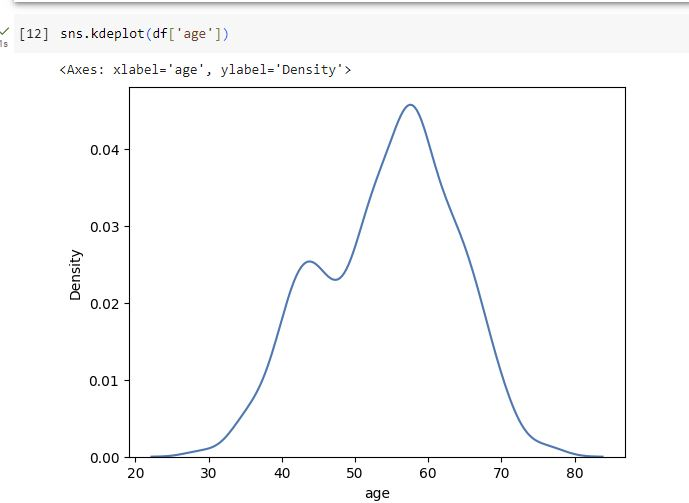 [12] sns.kdeplot(df['age'])
1s
<Axes: xlabel='age', ylabel='Density'>
0.04
0.03
0.02
0.01
0.00
Density
20 30 40 50 60 70 80
age